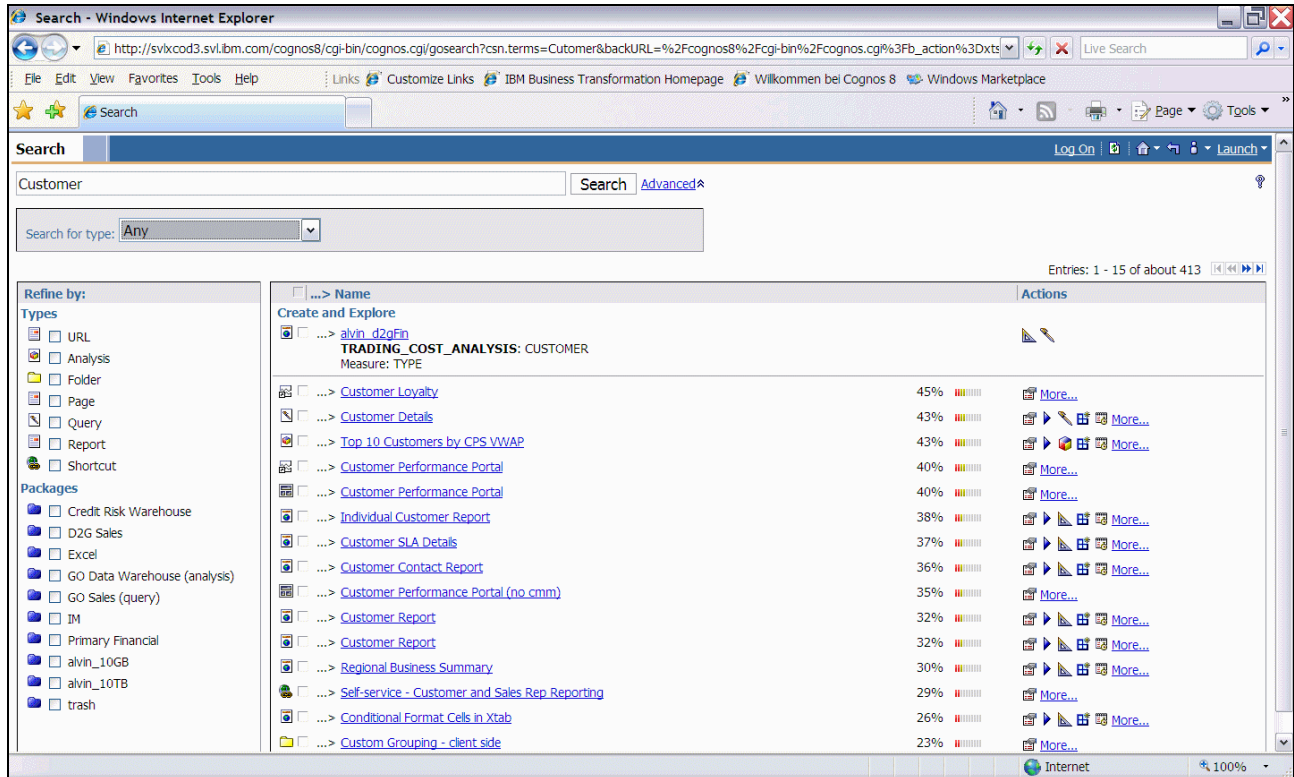 Search - Windows Internet Explorer
http://svlxcod3.svl.ibm.com/cognos8/cgi-bin/cognos.cgi/gosearch?csn.terms=Cutomer&backURL=%2Fcognos8%2Fcgi-bin%2Fcognos.cgi%3Fb_action%3Dxts
Live Search
File Edit View Favorites Tools Help
Links Customize Links IBM Business Transformation Homepage Willkommen bei Cognos 8 Windows Marketplace
Search
Page Tools »
Search
Log On Launch
Customer
Search Advanced
Search for type: Any
Entries: 1 - 15 of about 413
Refine by:
Types
URL
Analysis
Folder
Page
Query
Report
Shortcut
Packages
Credit Risk Warehouse
D2G Sales
Excel
GO Data Warehouse (analysis)
GO Sales (query)
IM
Primary Financial
alvin_10GB
alvin_10TB
trash
...> Name Actions
Create and Explore
...> alvin_d2gFin
TRADING_COST_ANALYSIS: CUSTOMER
Measure: TYPE
...> Customer Loyalty 45% More...
...> Customer Details 43% More...
...> Top 10 Customers by CPS VWAP 43% More...
...> Customer Performance Portal 40% More...
...> Customer Performance Portal 40% More...
...> Individual Customer Report 38% More...
...> Customer SLA Details 37% More...
...> Customer Contact Report 36% More...
...> Customer Performance Portal (no cmm) 35% More...
...> Customer Report 32% More...
...> Customer Report 32% More...
...> Regional Business Summary 30% More...
...> Self-service - Customer and Sales Rep Reporting 29% More...
...> Conditional Format Cells in Xtab 26% More...
...> Custom Grouping - client side 23% More...
Internet 100%